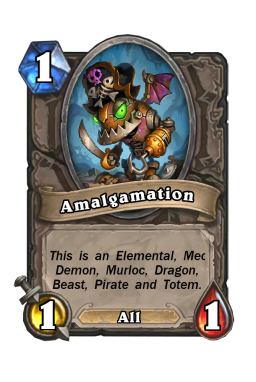 1
Amalgamation
This is an Elemental, Mec
Demon, Murloc, Dragon,
Beast, Pirate and Totem.
1
All
1